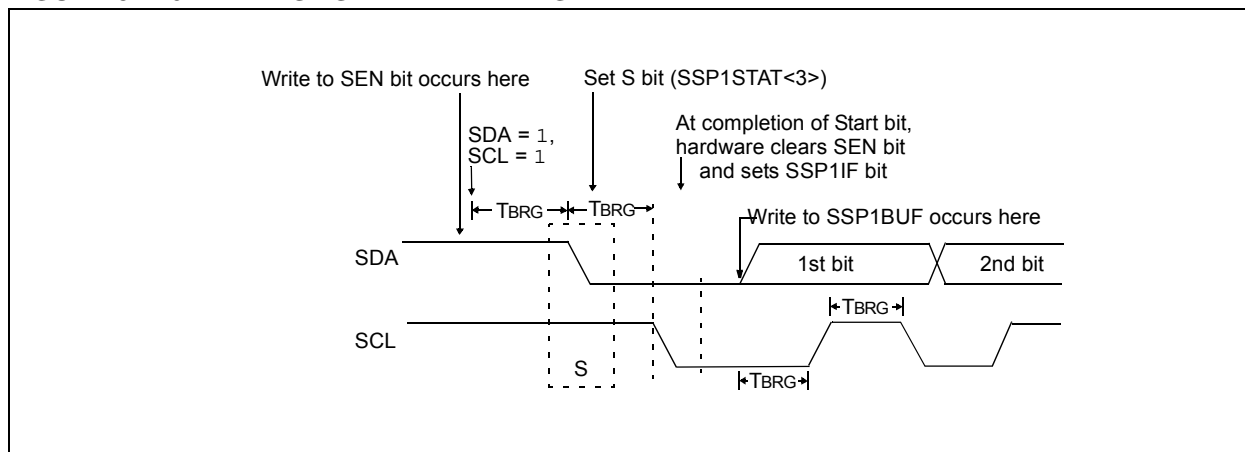 Write to SEN bit occurs here
Set S bit (SSP1STAT<3>)
SDA = 1,
SCL = 1
At completion of Start bit,
hardware clears SEN bit
and sets SSP1IF bit
TBRG
TBRG
Write to SSP1BUF occurs here
SDA
1st bit
2nd bit
TBRG
SCL
S
TBRG